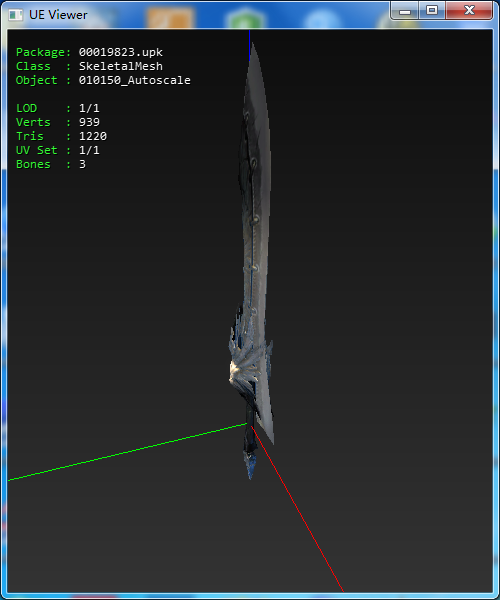 UE Viewer
Package: 00019823.upk
Class : SkeletalMesh
Object : 010150_Autoscale
LOD : 1/1
Verts : 939
Tris : 1220
UV Set : 1/1
Bones : 3